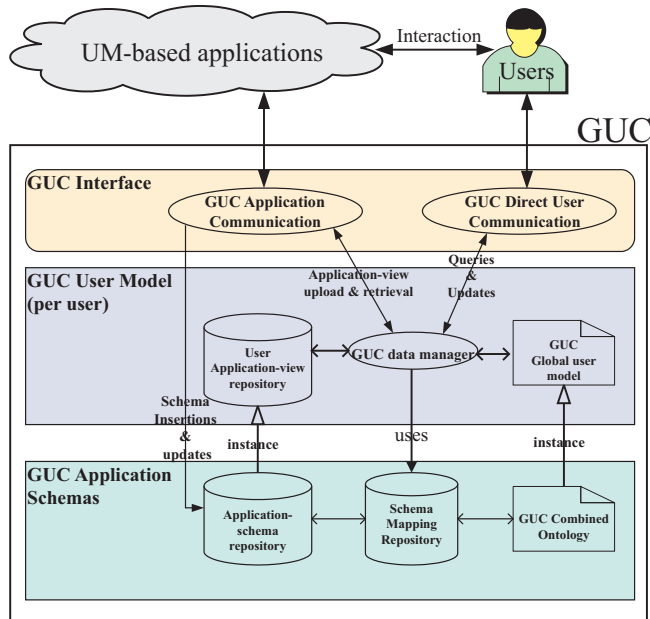 UM-based applications
Interaction
Users
GUC
GUC Interface
GUC Application
Communication
GUC Direct User
Communication
Application-view
upload & retrieval
Queries
&
Updates
GUC User Model
(per user)
User
Application-view
repository
GUC data manager
GUC
Global user
model
Schema
Insertions
&
updates
instance
uses
instance
GUC Application
Schemas
Application-
schema
repository
Schema
Mapping
Repository
GUC Combined
Ontology